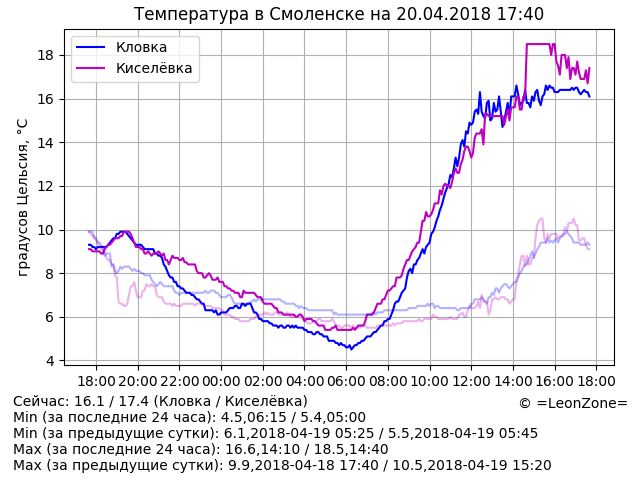 Температура в Смоленске на 20.04.2018 17:40
Кловка
Киселёвка
градусов Цельсия, °C
18
16
14
12
10
8
6
4
18:00 20:00 22:00 00:00 02:00 04:00 06:00 08:00 10:00 12:00 14:00 16:00 18:00
Сейчас: 16.1 / 17.4 (Кловка / Киселёвка)
© =LeonZone=
Min (за последние 24 часа): 4.5,06:15 / 5.4,05:00
Min (за предыдущие сутки): 6.1,2018-04-19 05:25 / 5.5,2018-04-19 05:45
Max (за последние 24 часа): 16.6,14:10 / 18.5,14:40
Max (за предыдущие сутки): 9.9,2018-04-18 17:40 / 10.5,2018-04-19 15:20